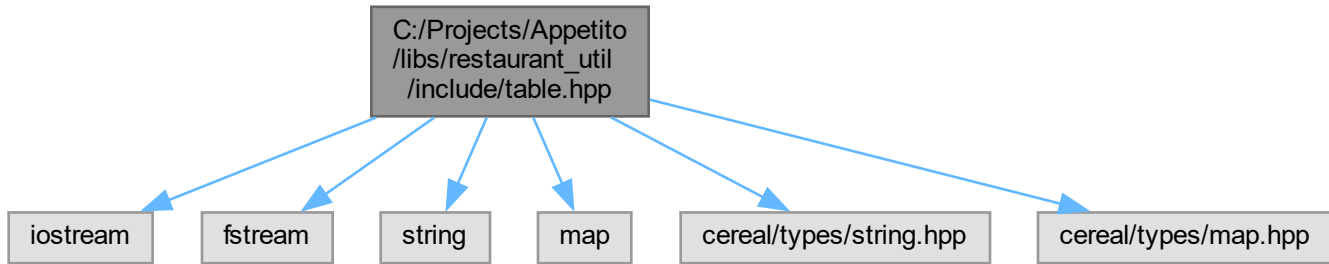 C:/Projects/Appetito
/libs/restaurant_util
/include/table.hpp
iostream
fstream
string
map
cereal/types/string.hpp
cereal/types/map.hpp